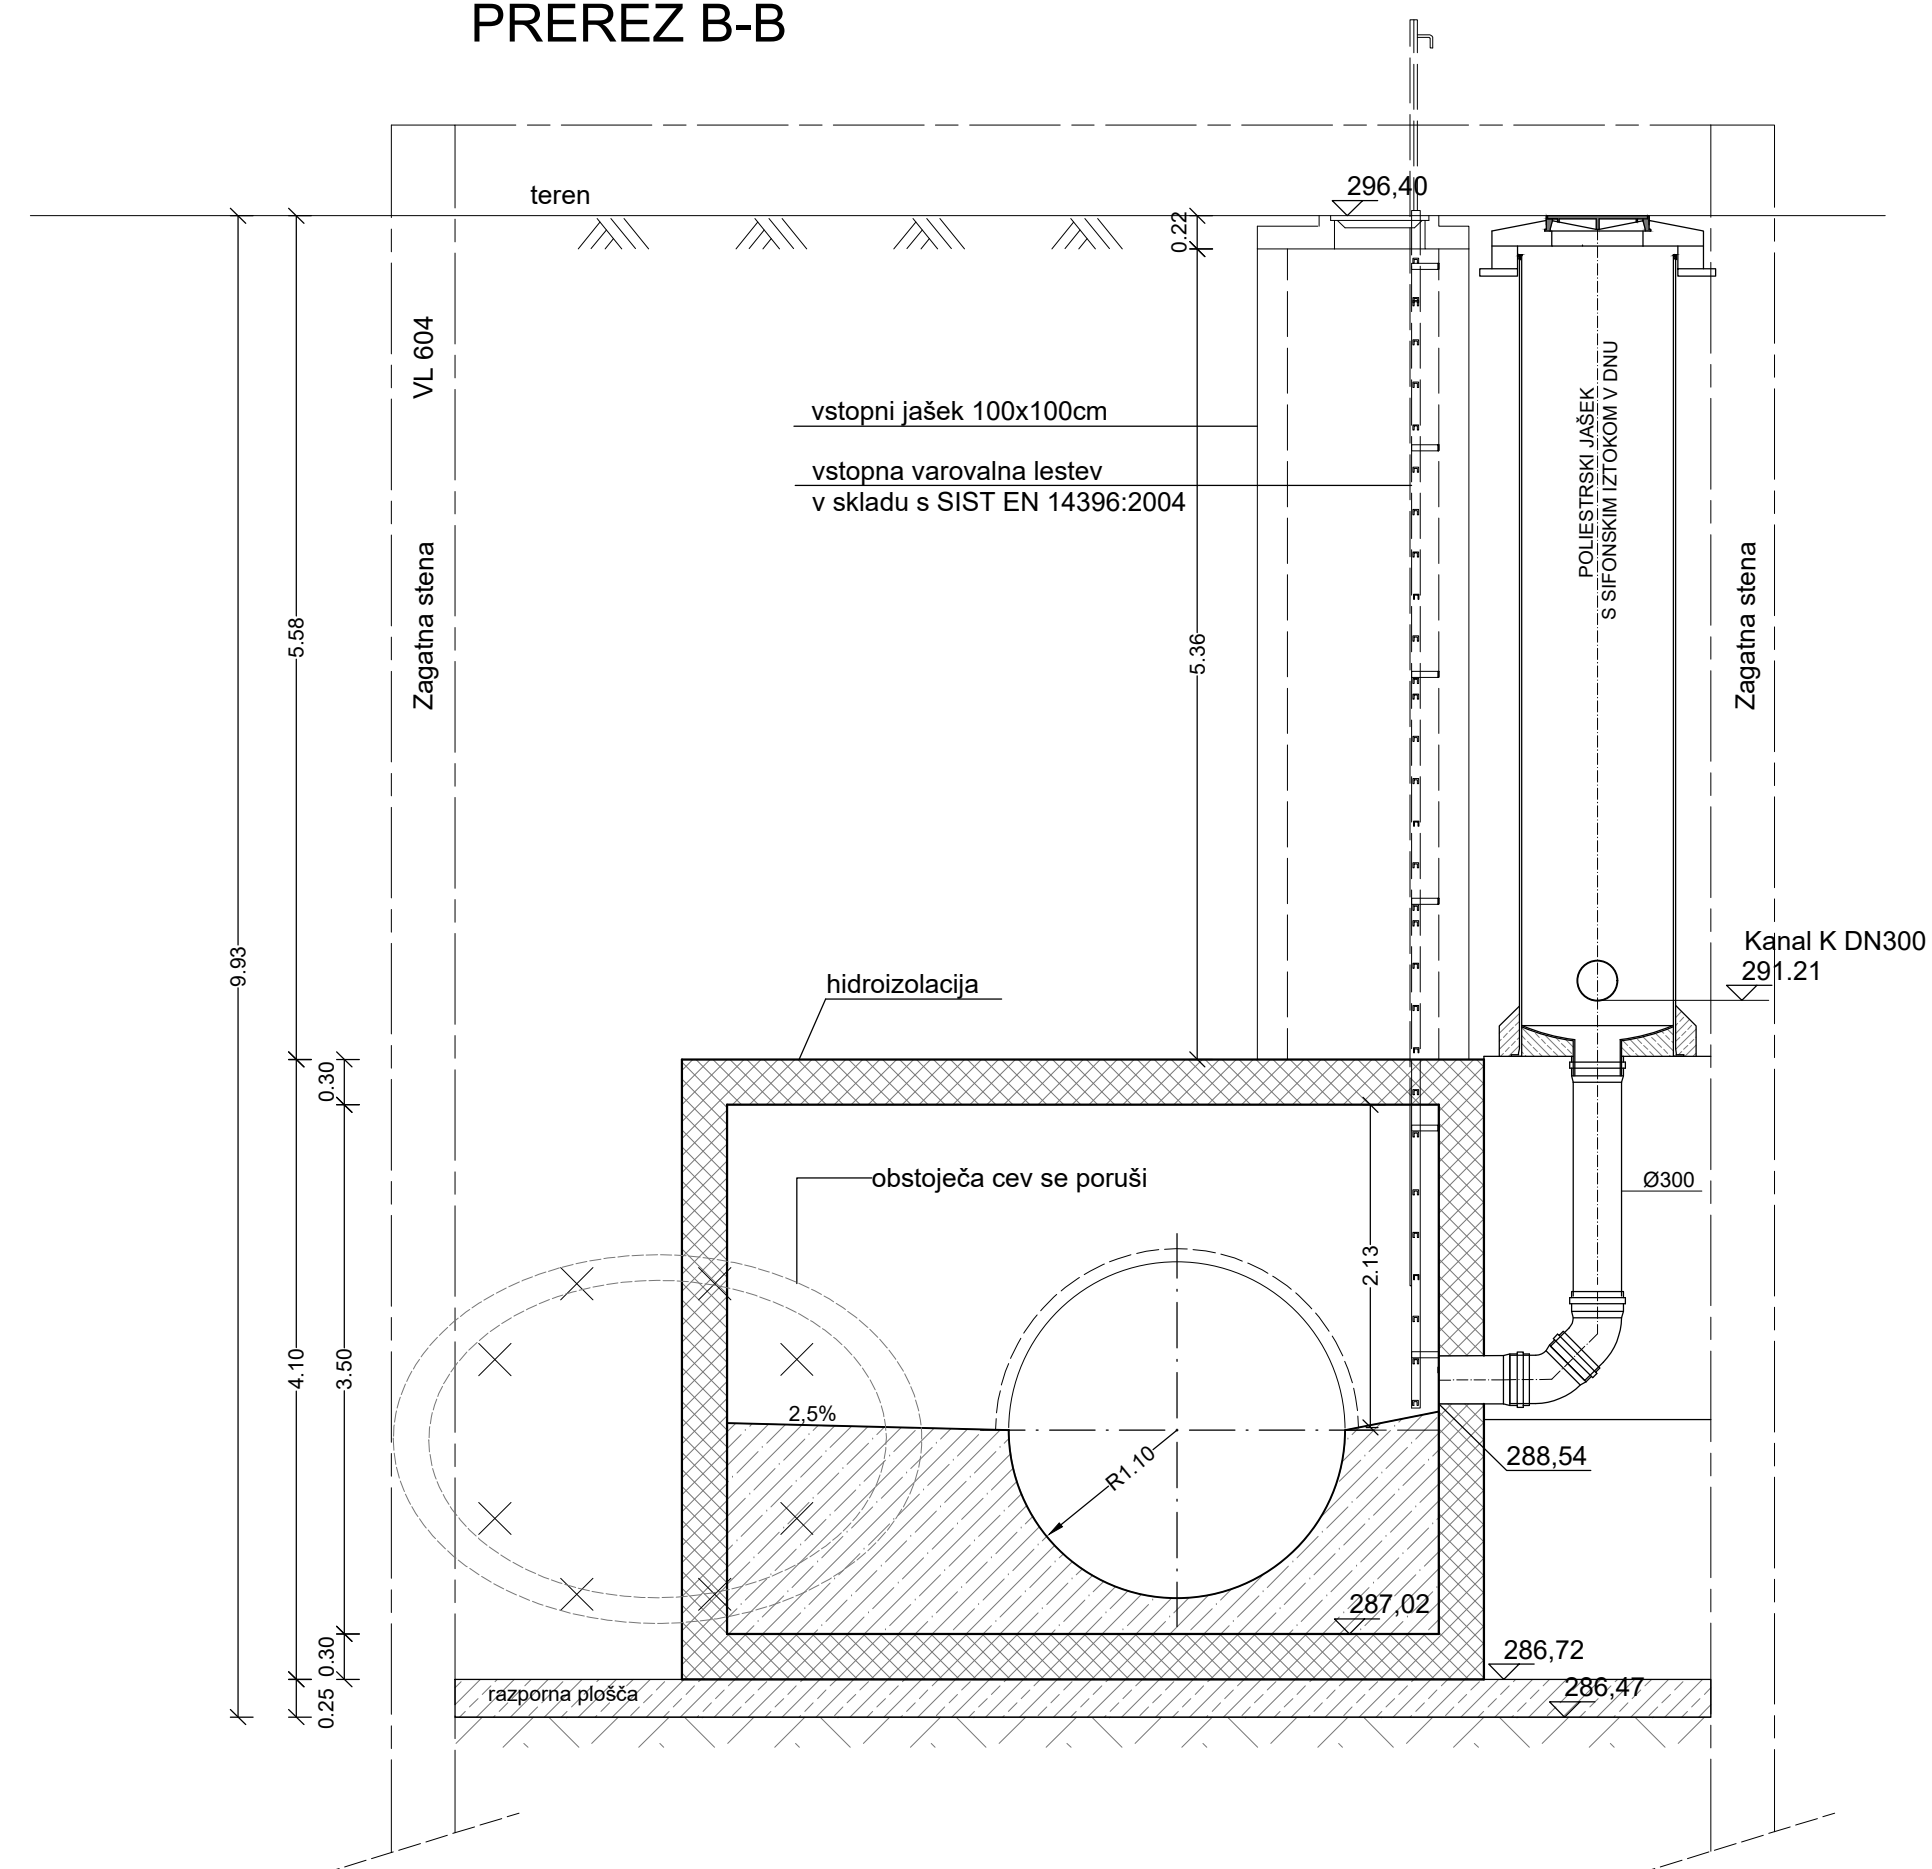 PREREZ B-B
teren
296,40
0.22
VL 604
Zagatna stena
vstopni jašek 100x100cm
vstopna varovalna lestev
v skladu s SIST EN 14396:2004
POLIESTRSKI JAŠEK
S SIFONSKIM IZTOKOM V DNU
Zagatna stena
5.58
5.36
9.93
Kanal K DN300
291.21
hidroizolacija
0.30
obstoječa cev se poruši
Ø300
2.13
4.10
3.50
2,5%
R1.10
288,54
287,02
0.30
286,72
0.25
razporna plošča
286,47